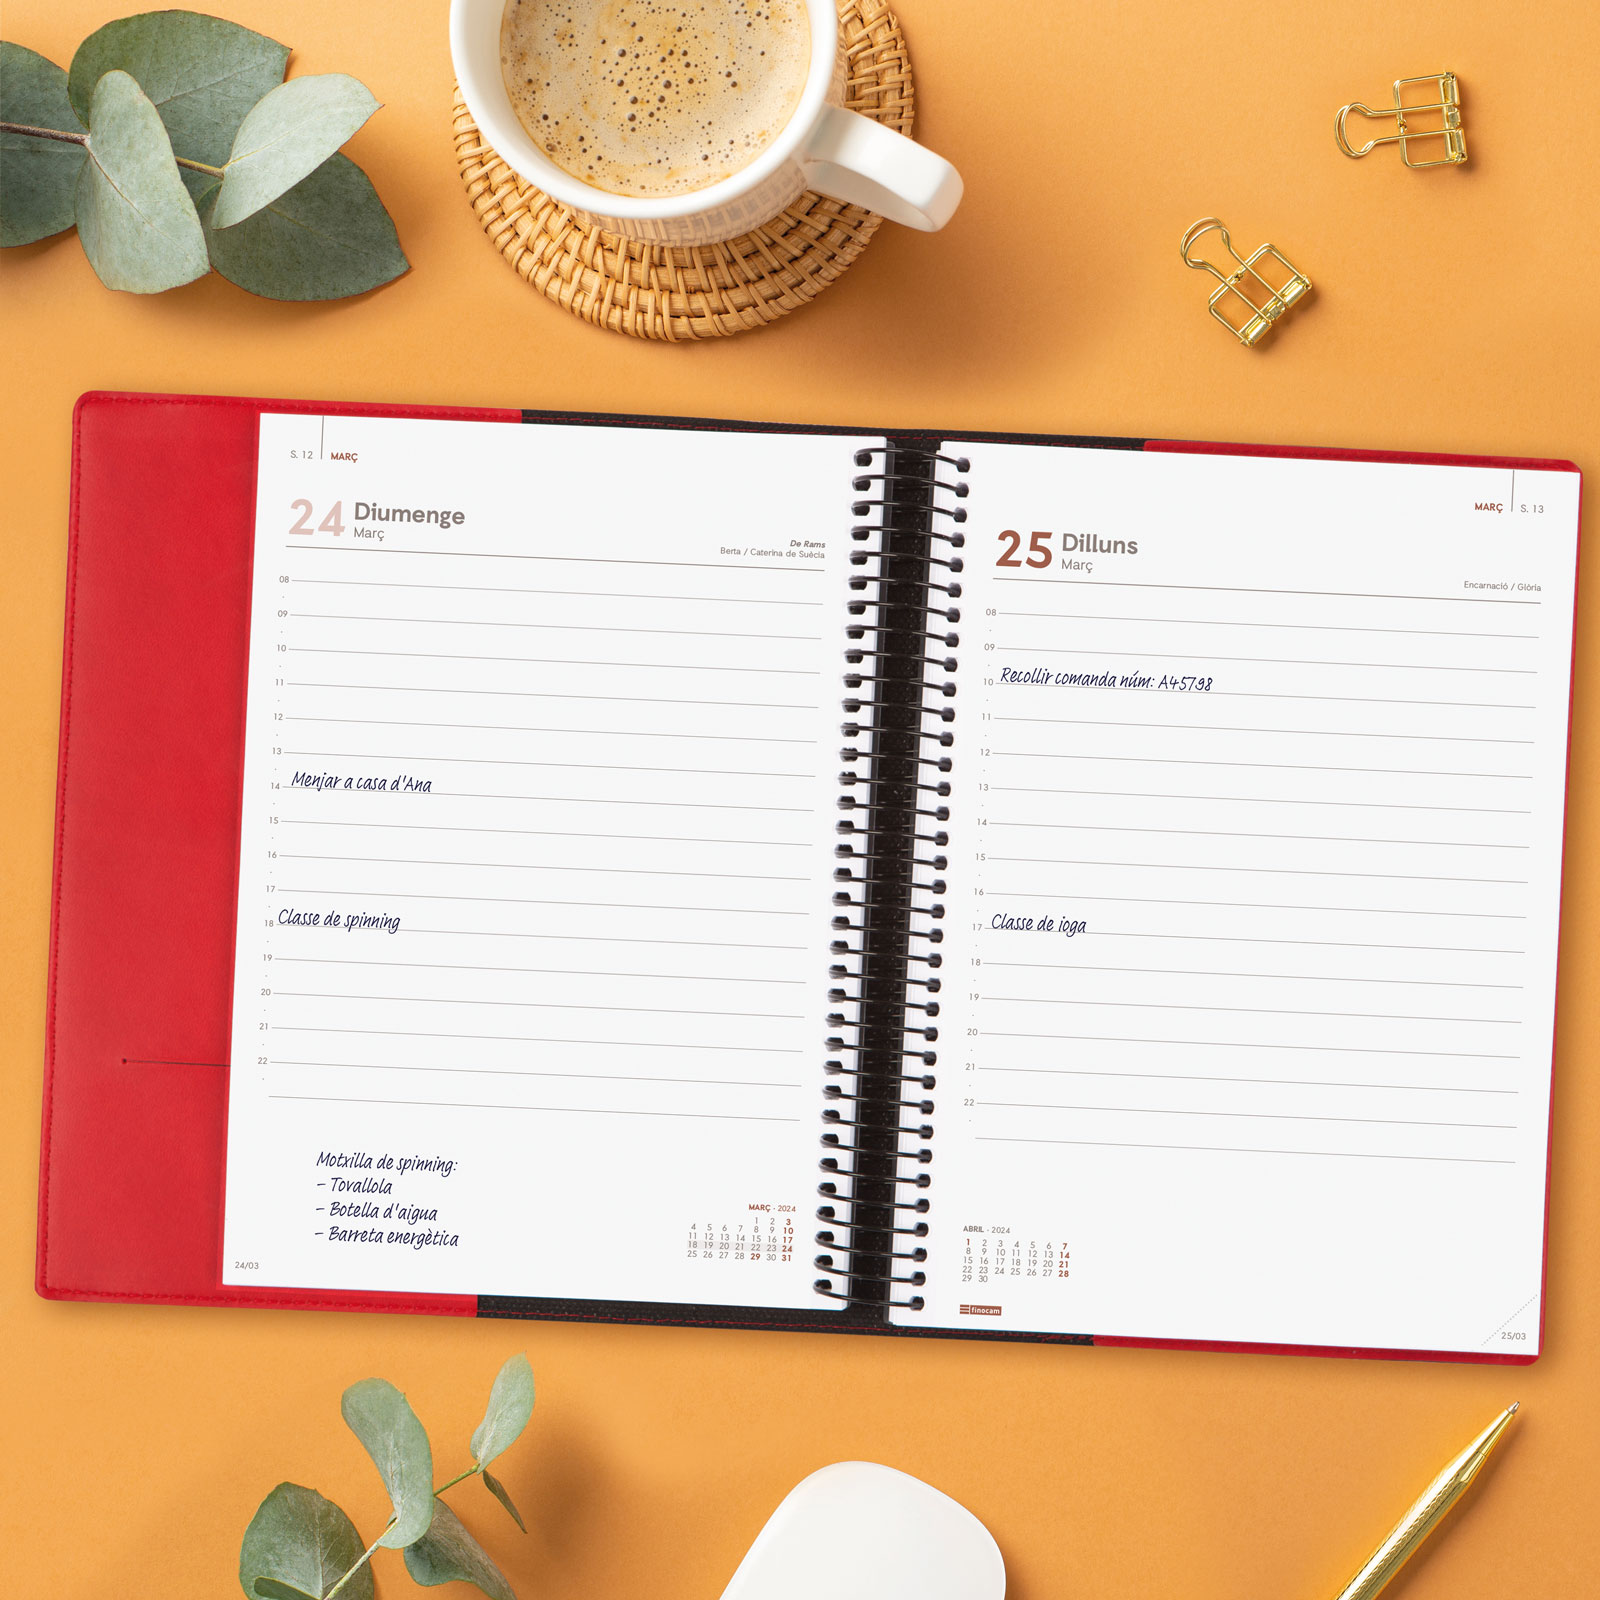 S. 12 MARÇ
24 Diumenge
Març
De Rams
Berta / Caterina de Suècia
08
09
10
11
12
13
14 Menjar a casa d'Ana
15
16
17
18 Classe de spinning
19
20
21
22
Motxilla de spinning:
- Tovallola
- Botella d'aigua
- Barreta energètica
MARÇ - 2024
1 2 3
4 5 6 7 8 9 10
11 12 13 14 15 16 17
18 19 20 21 22 23 24
25 26 27 28 29 30 31
24/03
MARÇ S. 13
25 Dilluns
Març
Encarnació / Glòria
08
09
10 Recollir comanda núm: A45798
11
12
13
14
15
16
17 Classe de ioga
18
19
20
21
22
ABRIL - 2024
1 2 3 4 5 6 7
8 9 10 11 12 13 14
15 16 17 18 19 20 21
22 23 24 25 26 27 28
29 30
finocam
25/03